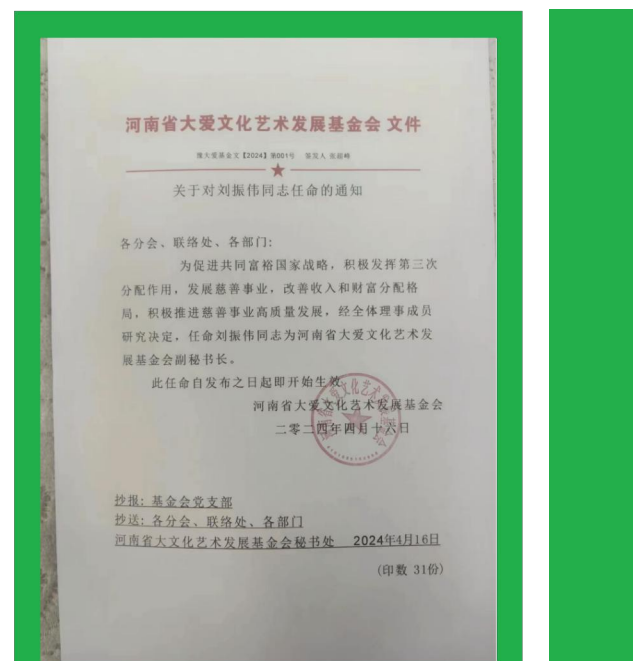 河南省大爱文化艺术发展基金会 文件
豫大爱基金文【2024】第001号 签发人 张超峰
关于对刘振伟同志任命的通知
各分会、联络处、各部门:
为促进共同富裕国家战略，积极发挥第三次
分配作用，发展慈善事业，改善收入和财富分配格
局，积极推进慈善事业高质量发展，经全体理事成员
研究决定，任命刘振伟同志为河南省大爱文化艺术发
展基金会副秘书长。
此任命自发布之日起即开始生效
河南省大爱文化艺术发展基金会
二零二四年四月十六日
抄报: 基金会党支部
抄送: 各分会、联络处、各部门
河南省大文化艺术发展基金会秘书处 2024年4月16日
(印数 31份)